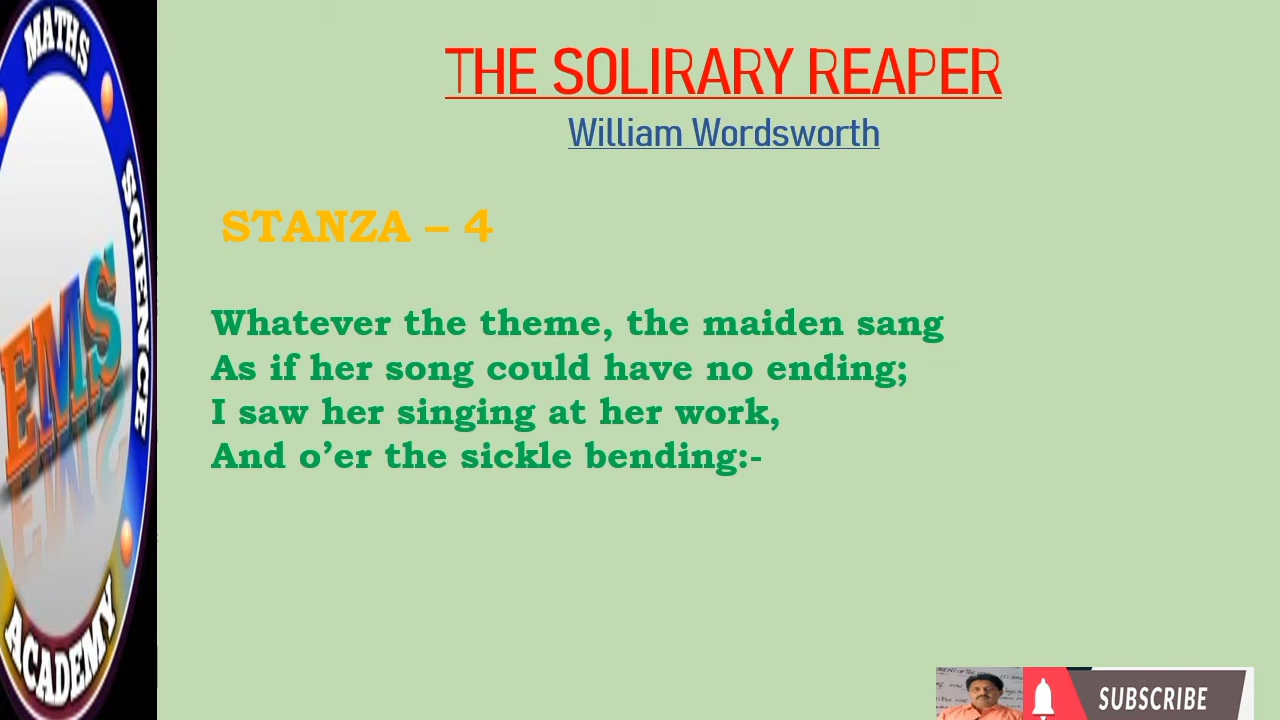 MATHS
SCIENCE
EMS
ACADEMY
THE SOLIRARY REAPER
William Wordsworth
STANZA – 4
Whatever the theme, the maiden sang
As if her song could have no ending;
I saw her singing at her work,
And o’er the sickle bending:-
SUBSCRIBE